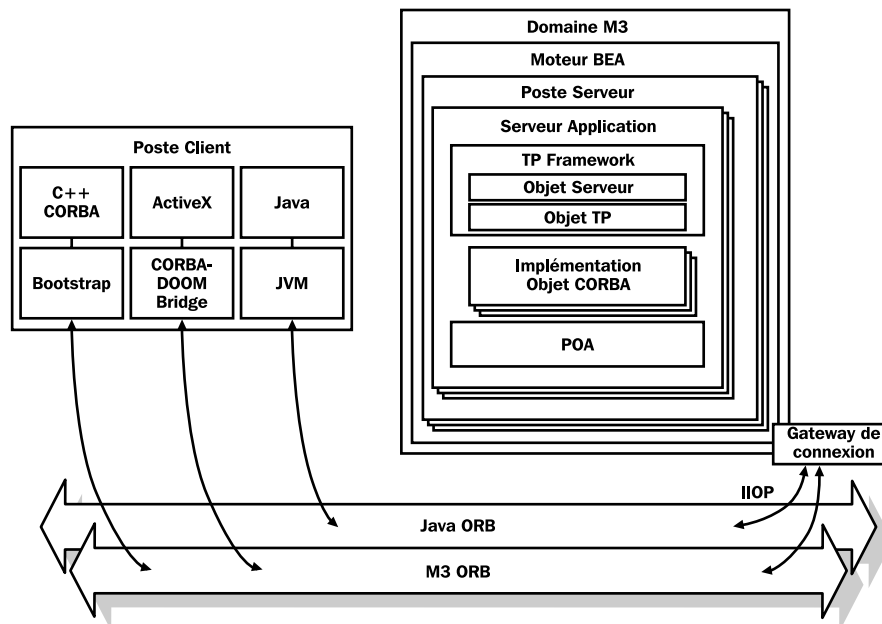 Domaine M3
Moteur BEA
Poste Serveur
Serveur Application
TP Framework
Objet Serveur
Objet TP
Implémentation
Objet CORBA
POA
Poste Client
C++
CORBA
ActiveX
Java
Bootstrap
CORBA-
DOOM
Bridge
JVM
Gateway de
connexion
IIOP
Java ORB
M3 ORB